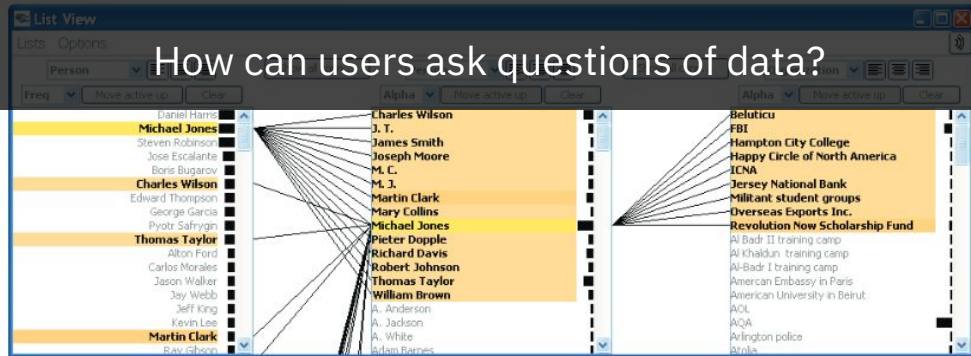 List View
Lists Options
How can users ask questions of data?
Person
Freq Move active up Clear
Alpha Move active up Clear
Alpha Move active up Clear
Daniel Harris
Michael Jones
Steven Robinson
Jose Escalante
Boris Bugarov
Charles Wilson
Edward Thompson
George Garcia
Pyotr Safrygin
Thomas Taylor
Alton Ford
Carlos Morales
Jason Walker
Jay Webb
Jeff King
Kevin Lee
Martin Clark
Ray Gibson
Charles Wilson
J. T.
James Smith
Joseph Moore
M. C.
M. J.
Martin Clark
Mary Collins
Michael Jones
Pieter Dopple
Richard Davis
Robert Johnson
Thomas Taylor
William Brown
A. Anderson
A. Jackson
A. White
Adam Barnes
Beluticu
FBI
Hampton City College
Happy Circle of North America
ICNA
Jersey National Bank
Militant student groups
Overseas Exports Inc.
Revolution Now Scholarship Fund
Al Badr II training camp
Al Khaldun training camp
Al-Badr I training camp
Amercan Embassy in Paris
American University in Beirut
AOL
AQA
Arlington police
Atolia